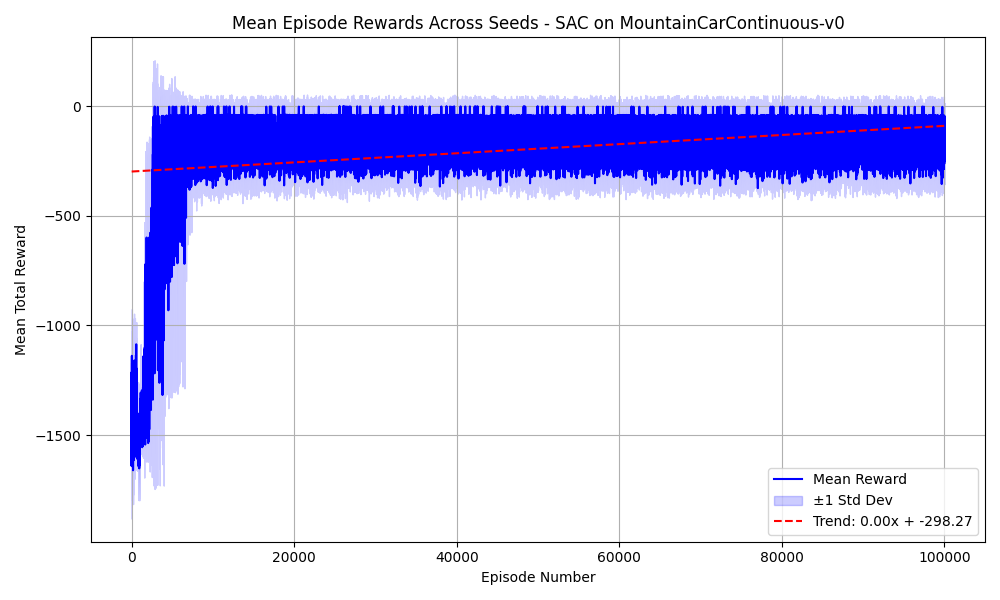 Mean Episode Rewards Across Seeds - SAC on MountainCarContinuous-v0
Mean Total Reward
0
−500
−1000
−1500
0
20000
40000
60000
80000
100000
Episode Number
Mean Reward
±1 Std Dev
Trend: 0.00x + -298.27